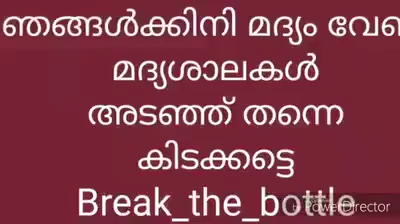 ഞങ്ങൾക്കിനി മദ്യം
മദ്യശാലകൾ
അടഞ്ഞ് തന്നെ
കിടക്കട്ടെ
Break_the_bottle
PowerDirector